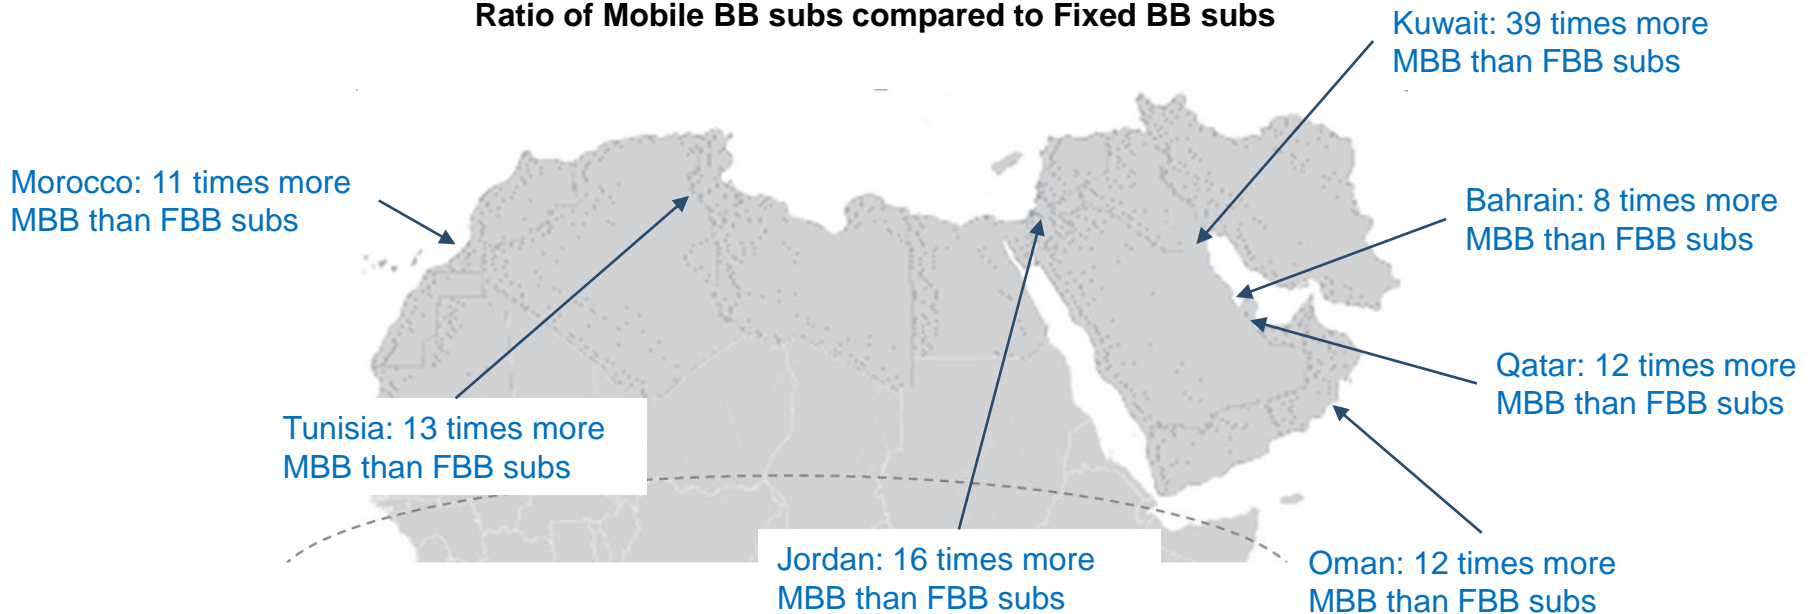 Ratio of Mobile BB subs compared to Fixed BB subs
Kuwait: 39 times more
MBB than FBB subs
Morocco: 11 times more
MBB than FBB subs
Bahrain: 8 times more
MBB than FBB subs
Qatar: 12 times more
MBB than FBB subs
Tunisia: 13 times more
MBB than FBB subs
Jordan: 16 times more
MBB than FBB subs
Oman: 12 times more
MBB than FBB subs